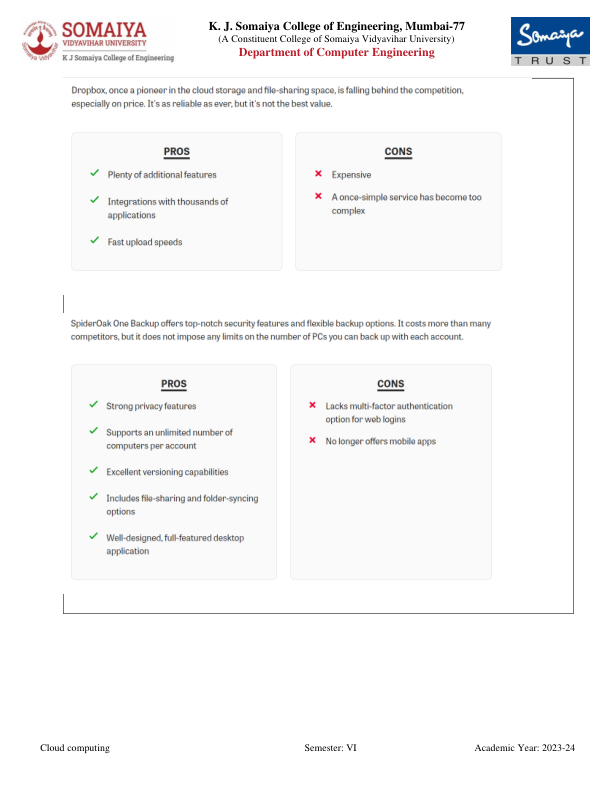 SOMAIYA
VIDYAVIHAR UNIVERSITY
K J Somaiya College of Engineering
K. J. Somaiya College of Engineering, Mumbai-77
(A Constituent College of Somaiya Vidyavihar University)
Department of Computer Engineering
Somaiya
TRUST
Dropbox, once a pioneer in the cloud storage and file-sharing space, is falling behind the competition,
especially on price. It's as reliable as ever, but it's not the best value.
PROS
Plenty of additional features
Integrations with thousands of
applications
Fast upload speeds
CONS
Expensive
A once-simple service has become too
complex
SpiderOak One Backup offers top-notch security features and flexible backup options. It costs more than many
competitors, but it does not impose any limits on the number of PCs you can back up with each account.
PROS
Strong privacy features
Supports an unlimited number of
computers per account
Excellent versioning capabilities
Includes file-sharing and folder-syncing
options
Well-designed, full-featured desktop
application
CONS
Lacks multi-factor authentication
option for web logins
No longer offers mobile apps
Cloud computing
Semester: VI
Academic Year: 2023-24